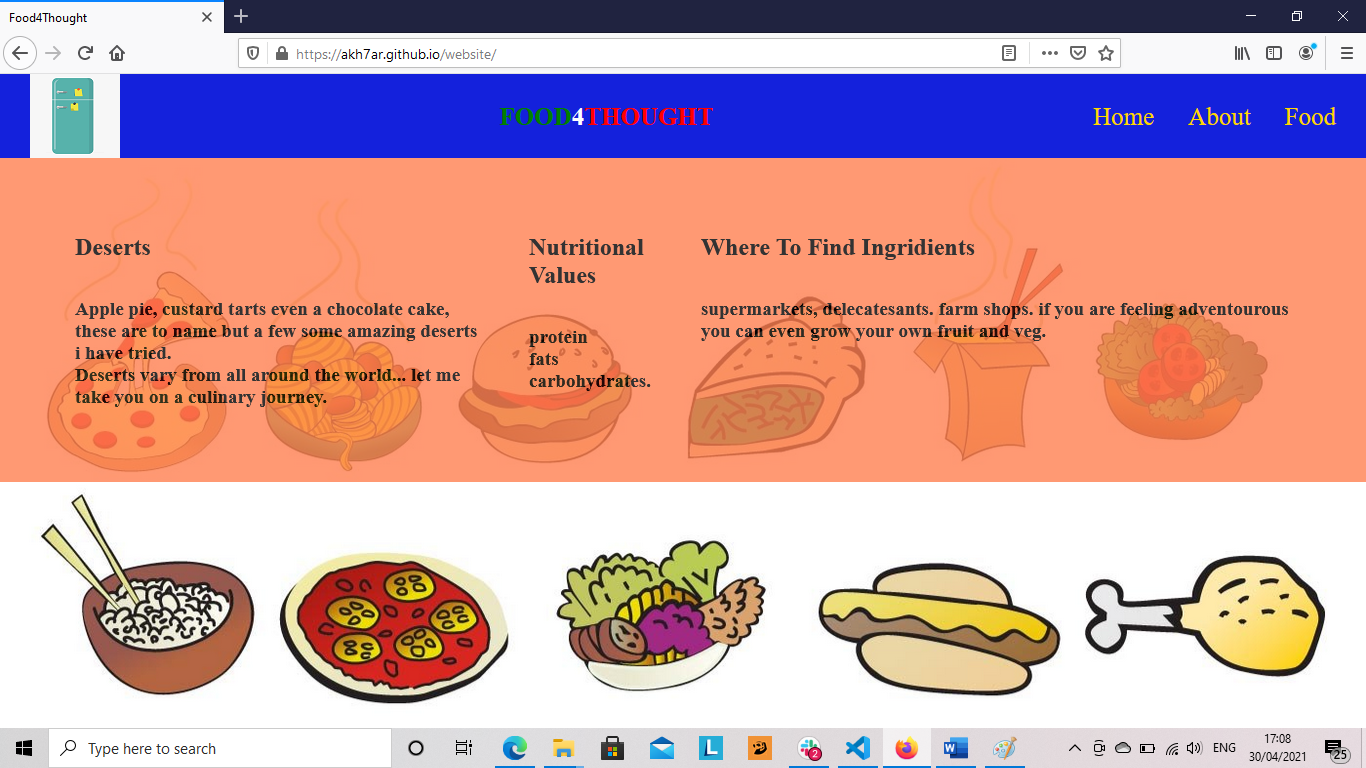 Food4Thought
https://akh7ar.github.io/website/
FOOD4THOUGHT
Home
About
Food
Deserts
Apple pie, custard tarts even a chocolate cake,
these are to name but a few some amazing deserts
i have tried.
Deserts vary from all around the world... let me
take you on a culinary journey.
Nutritional
Values
protein
fats
carbohydrates.
Where To Find Ingridients
supermarkets, delecatesants. farm shops. if you are feeling adventourous
you can even grow your own fruit and veg.
Type here to search
L
2
W
ENG
17:08
30/04/2021
25